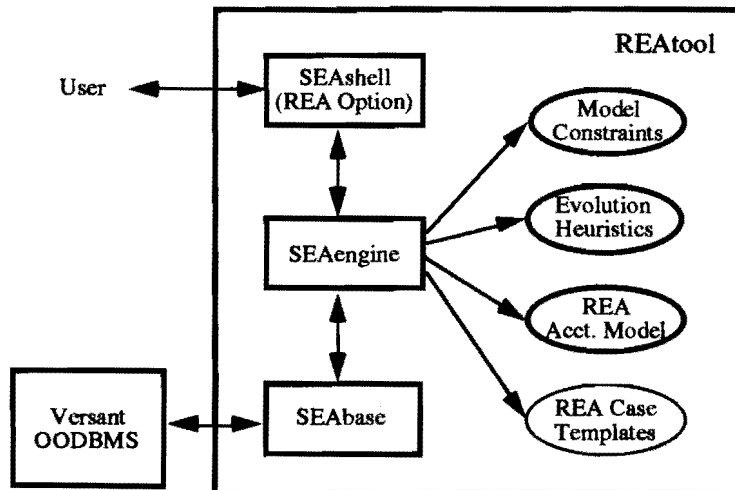 REAtool
User
SEAshell
(REA Option)
Model
Constraints
Evolution
Heuristics
SEAengine
REA
Acct. Model
Versant
OODBMS
SEAbase
REA Case
Templates